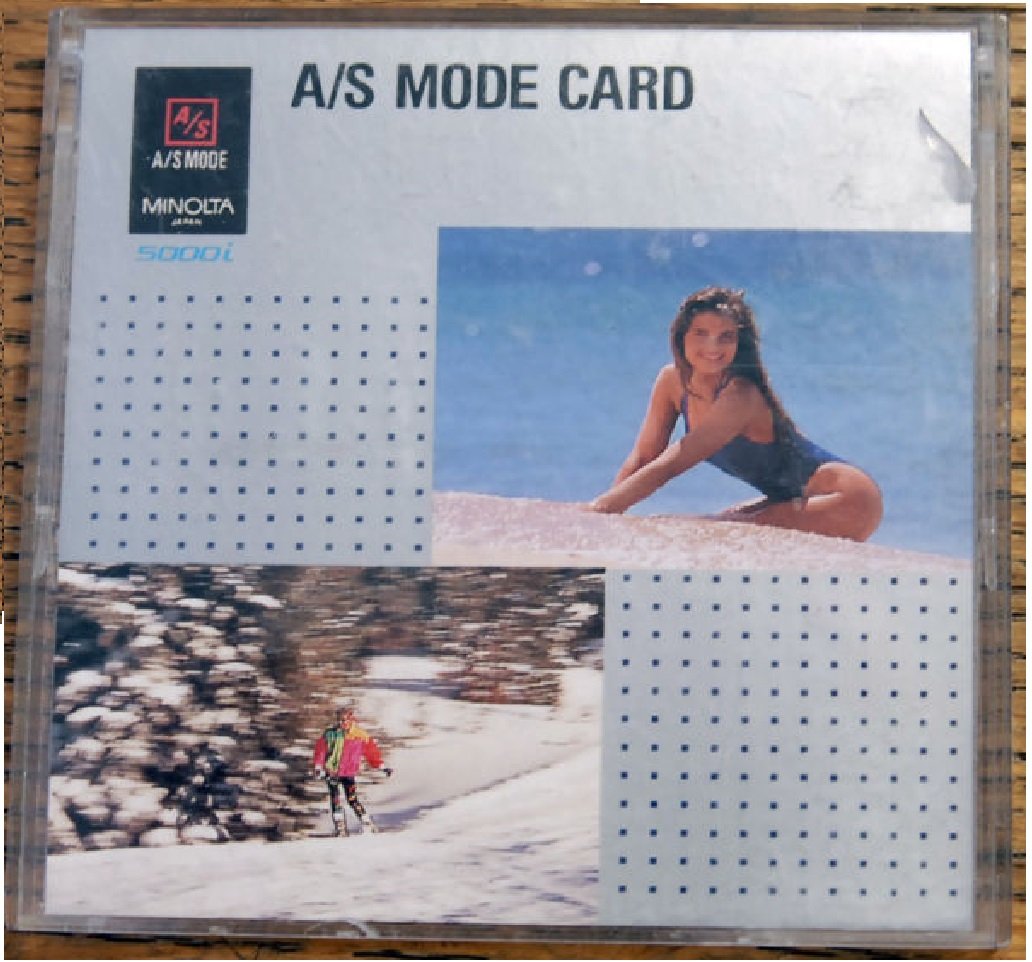 A/S MODE CARD
A/S
A/S MODE
MINOLTA
JAPAN
5000i